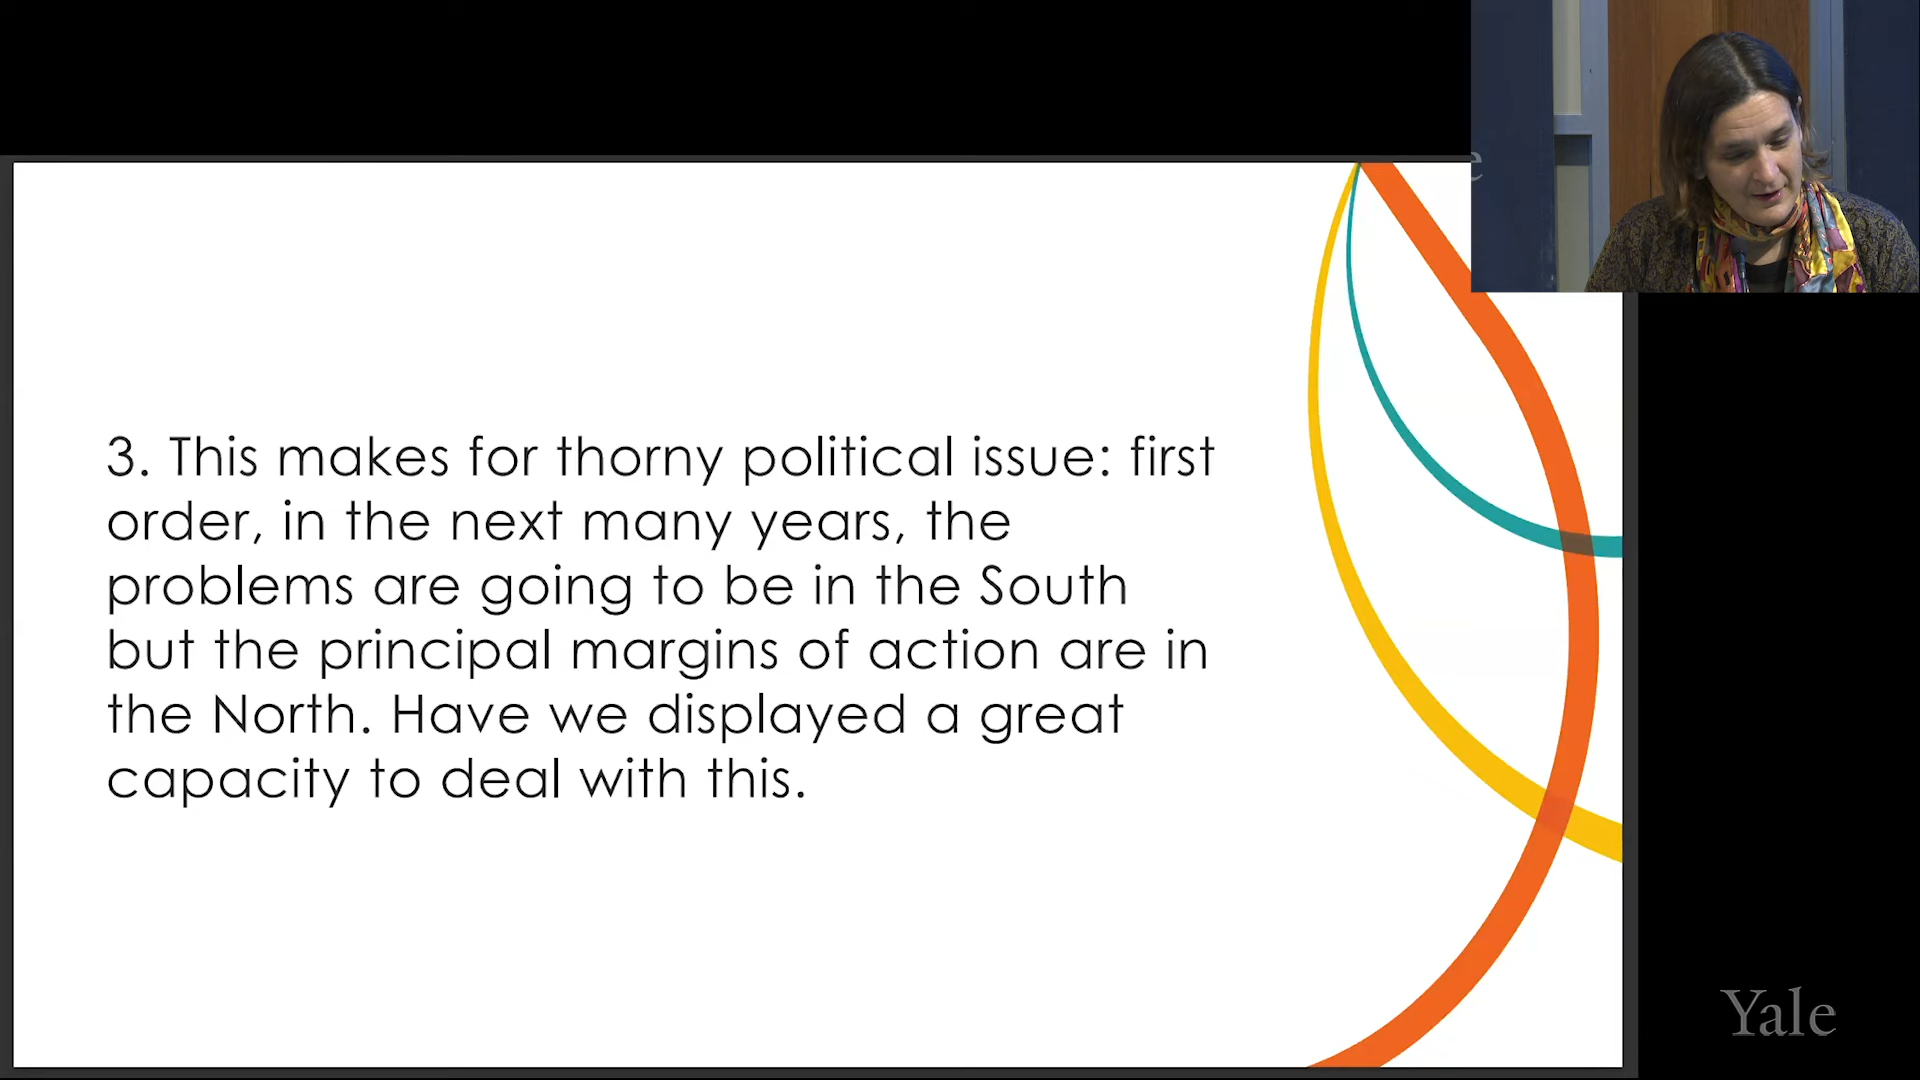 3. This makes for thorny political issue: first
order, in the next many years, the
problems are going to be in the South
but the principal margins of action are in
the North. Have we displayed a great
capacity to deal with this.
e
Yale